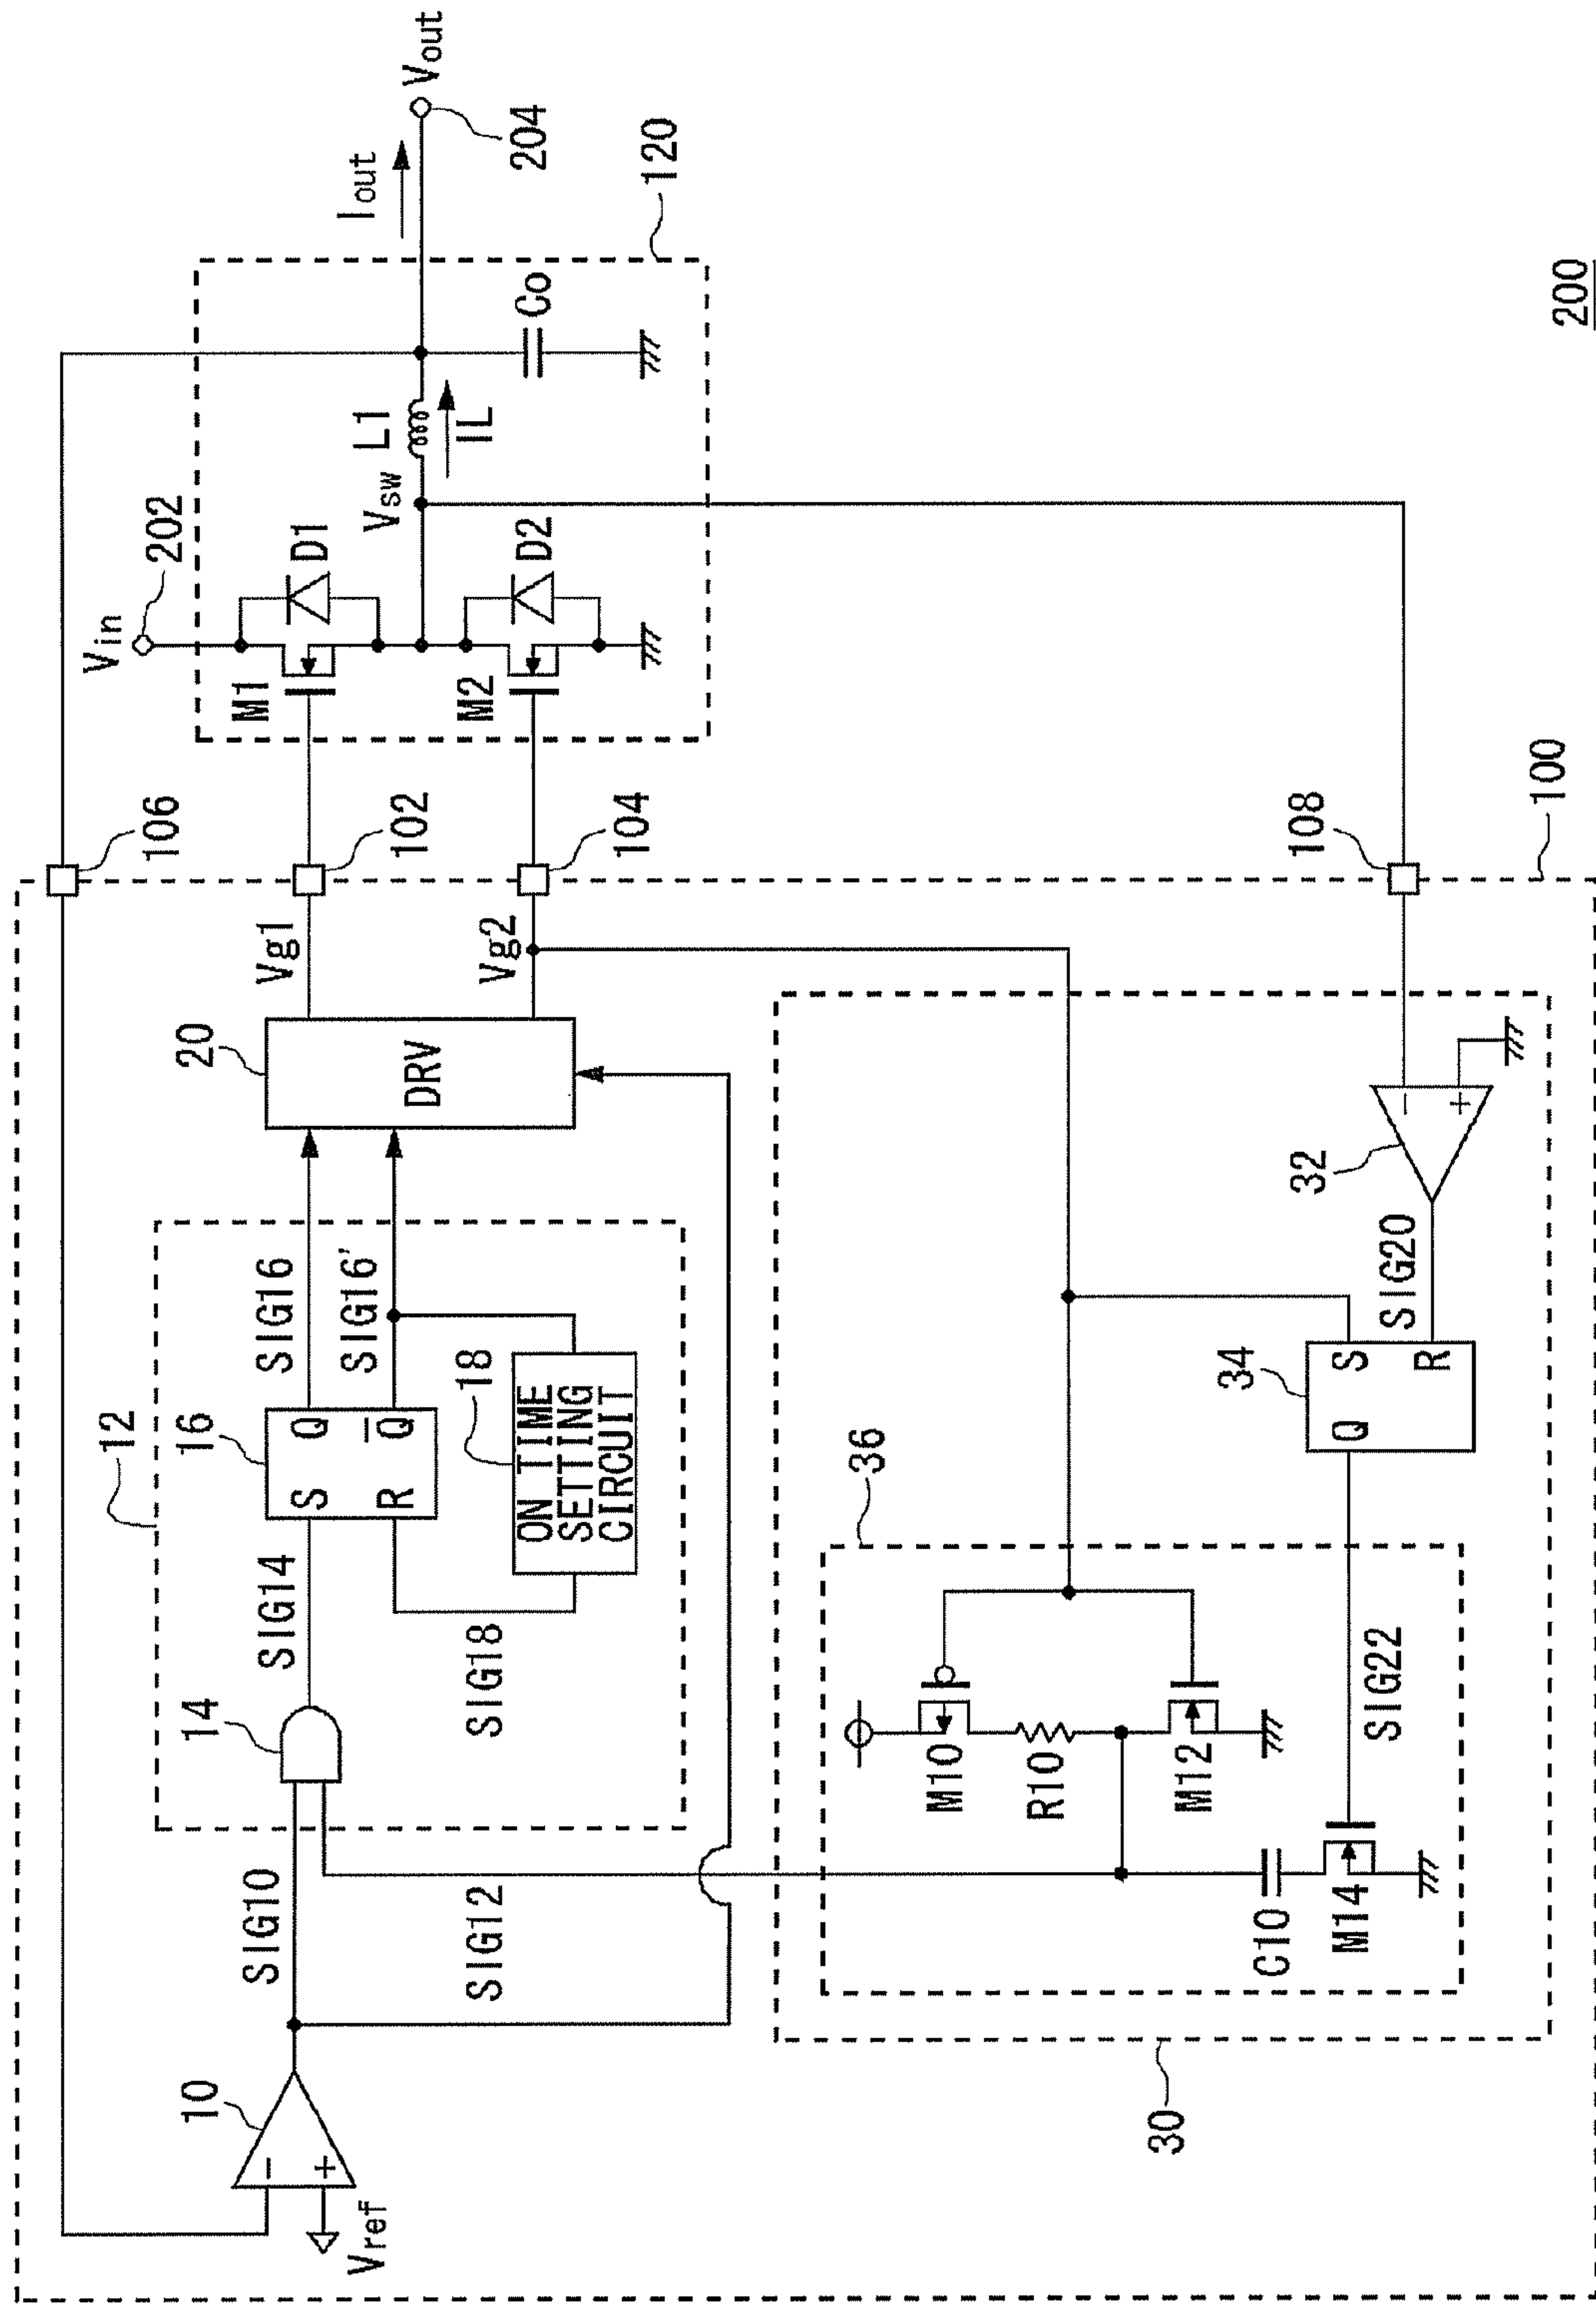 106
Vin
202
M1
D1
Vsw
L1
IL
Iout
Vout
204
M2
D2
Co
120
12
16
20
Vg1
102
10
SIG10
14
SIG14
S
Q
SIG16
DRV
−
+
Vref
R
Q
SIG16'
Vg2
104
SIG12
SIG18
18
ON TIME
SETTING
CIRCUIT
36
M10
R10
M12
C10
M14
SIG22
34
Q
S
R
SIG20
32
−
+
108
30
100
200